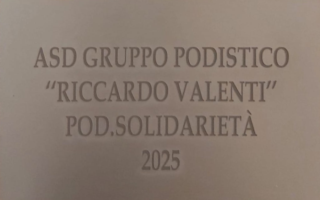 ASD GRUPPO PODISTICO
“RICCARDO VALENTI”
POD.SOLIDARIETÀ
2025